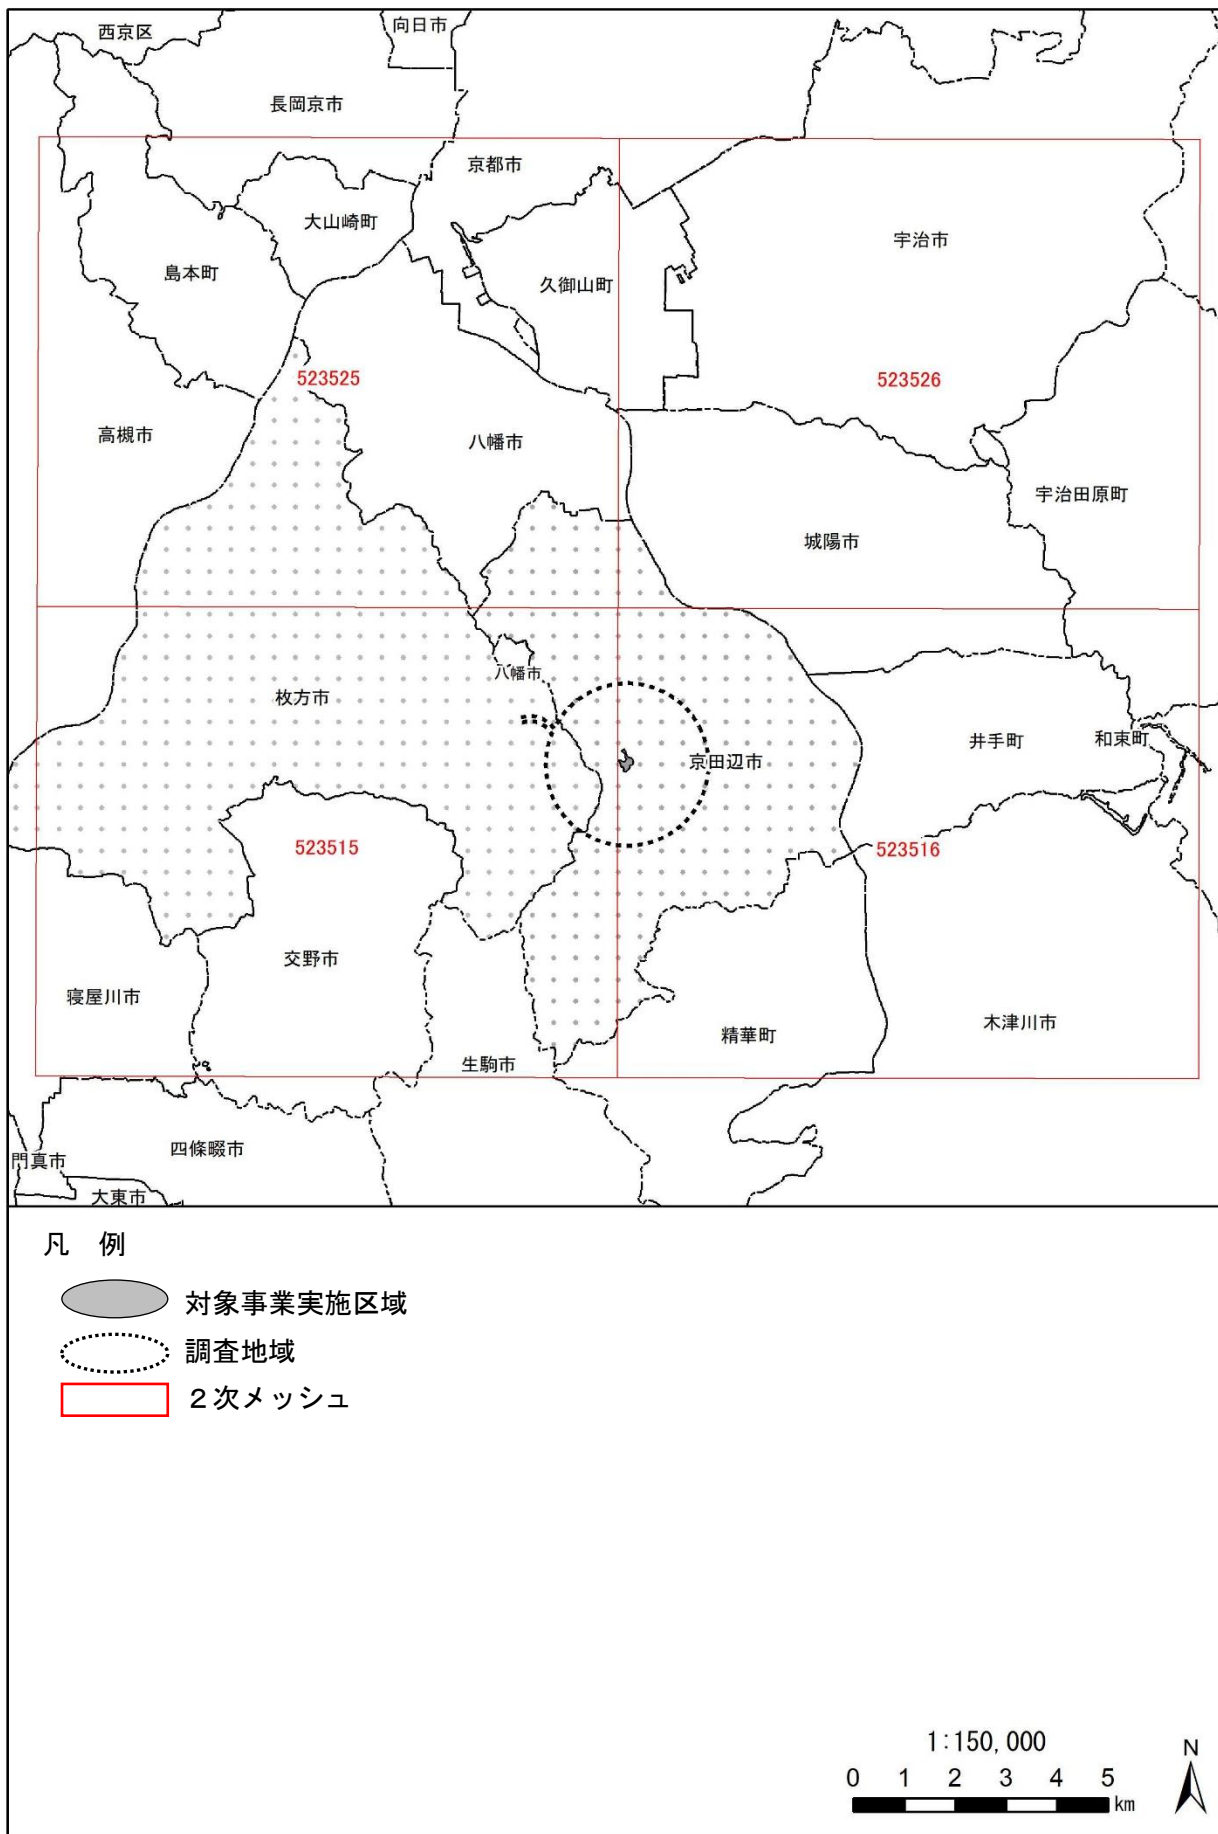 西京区
向日市
長岡京市
京都市
大山崎町
宇治市
島本町
久御山町
523525
523526
高槻市
八幡市
宇治田原町
城陽市
八幡市
枚方市
井手町
和束町
京田辺市
523515
523516
交野市
寝屋川市
精華町
木津川市
生駒市
四條畷市
門真市
大東市
凡 例
対象事業実施区域
調査地域
2次メッシュ
1:150,000
0 1 2 3 4 5
km
N